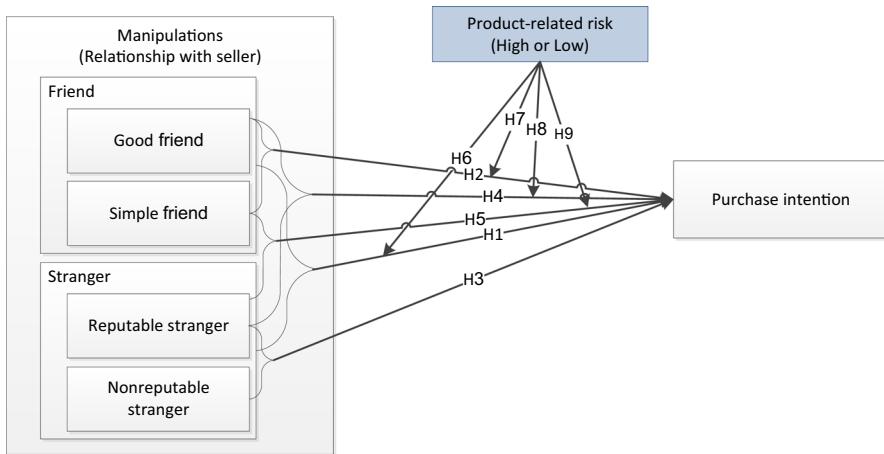 Manipulations
(Relationship with seller)
Friend
Good friend
Simple friend
Stranger
Reputable stranger
Nonreputable
stranger
Product-related risk
(High or Low)
H7
H8
H9
H6
H2
H4
H5
H1
H3
Purchase intention